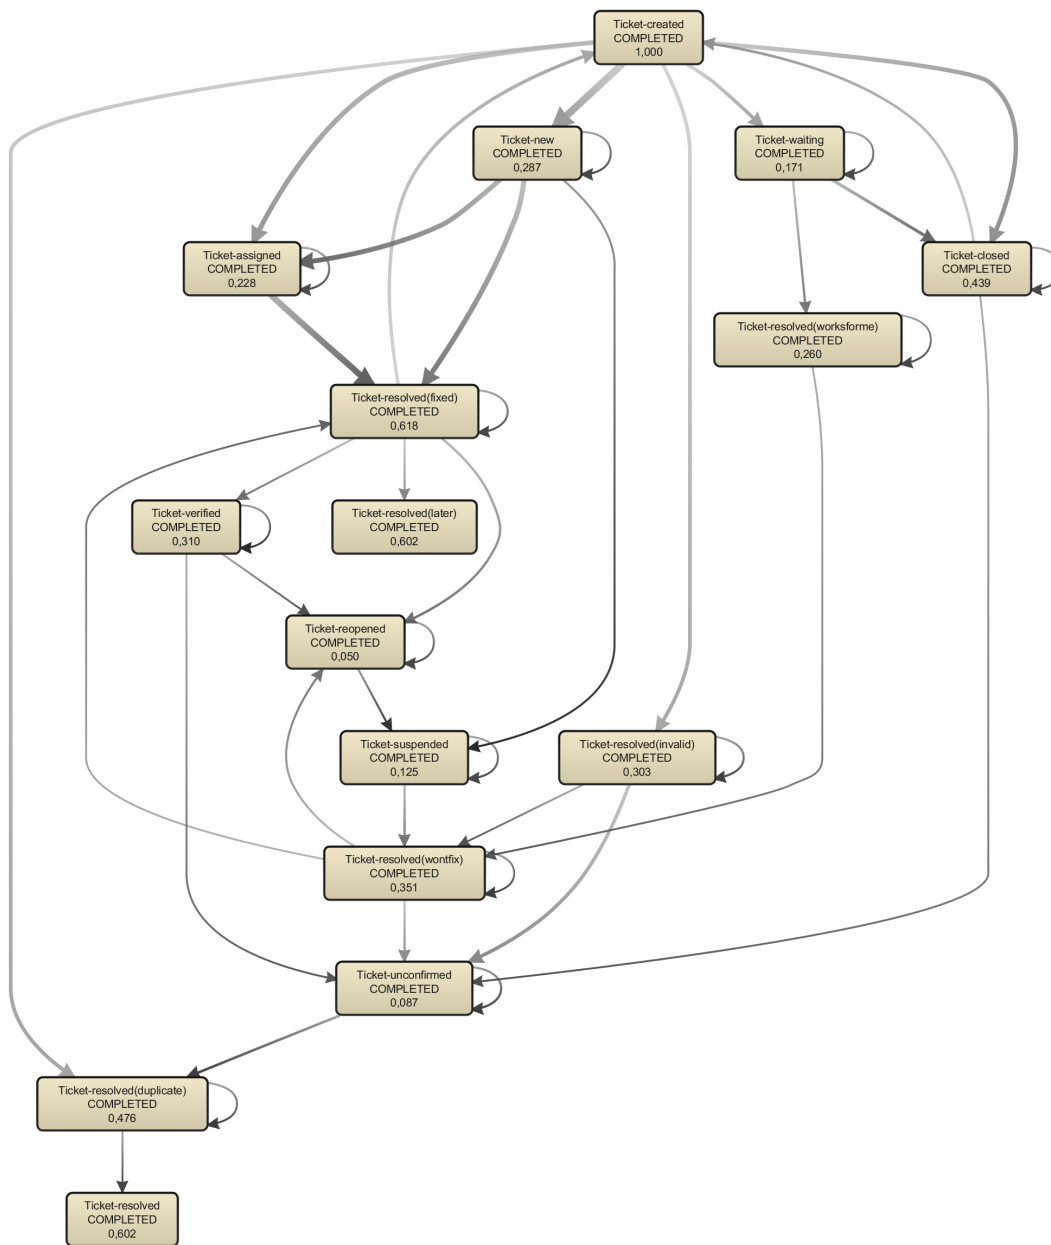 Ticket-created
COMPLETED
1,000
Ticket-new
COMPLETED
0,287
Ticket-waiting
COMPLETED
0,171
Ticket-assigned
COMPLETED
0,228
Ticket-closed
COMPLETED
0,439
Ticket-resolved(worksforme)
COMPLETED
0,260
Ticket-resolved(fixed)
COMPLETED
0,618
Ticket-verified
COMPLETED
0,310
Ticket-resolved(later)
COMPLETED
0,602
Ticket-reopened
COMPLETED
0,050
Ticket-suspended
COMPLETED
0,125
Ticket-resolved(invalid)
COMPLETED
0,303
Ticket-resolved(wontfix)
COMPLETED
0,351
Ticket-unconfirmed
COMPLETED
0,087
Ticket-resolved(duplicate)
COMPLETED
0,476
Ticket-resolved
COMPLETED
0,602